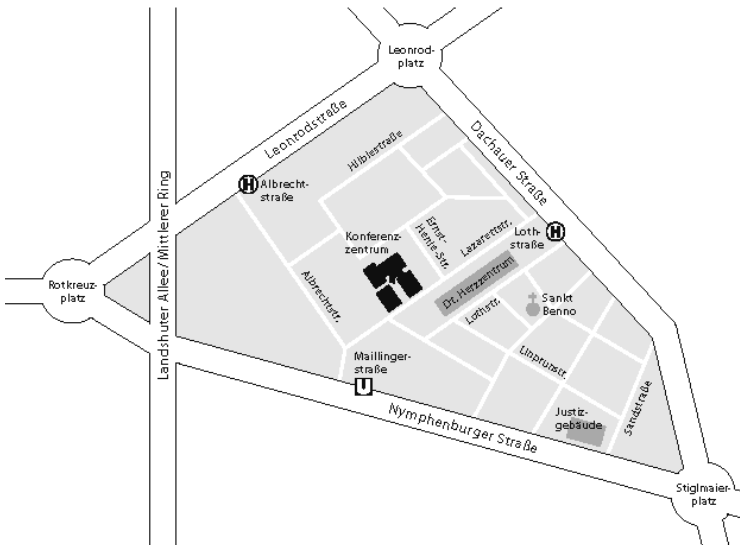 Leonrod-
platz
Leonrodstraße
Dachauer Straße
Hilblestraße
Landshuter Allee/Mittlerer Ring
H
Albrecht-
straße
Ernst-
Henle-Str.
Lazarettstr.
Loth-
straße
H
Konferenz-
zentrum
Rotkreuz-
platz
Albrechtstr.
Dt. Herzzentrum
Lothstr.
Sankt
Benno
Maillinger-
straße
U
Linprunstr.
Nymphenburger Straße
Justiz-
gebäude
Sandstraße
Stiglmaier-
platz